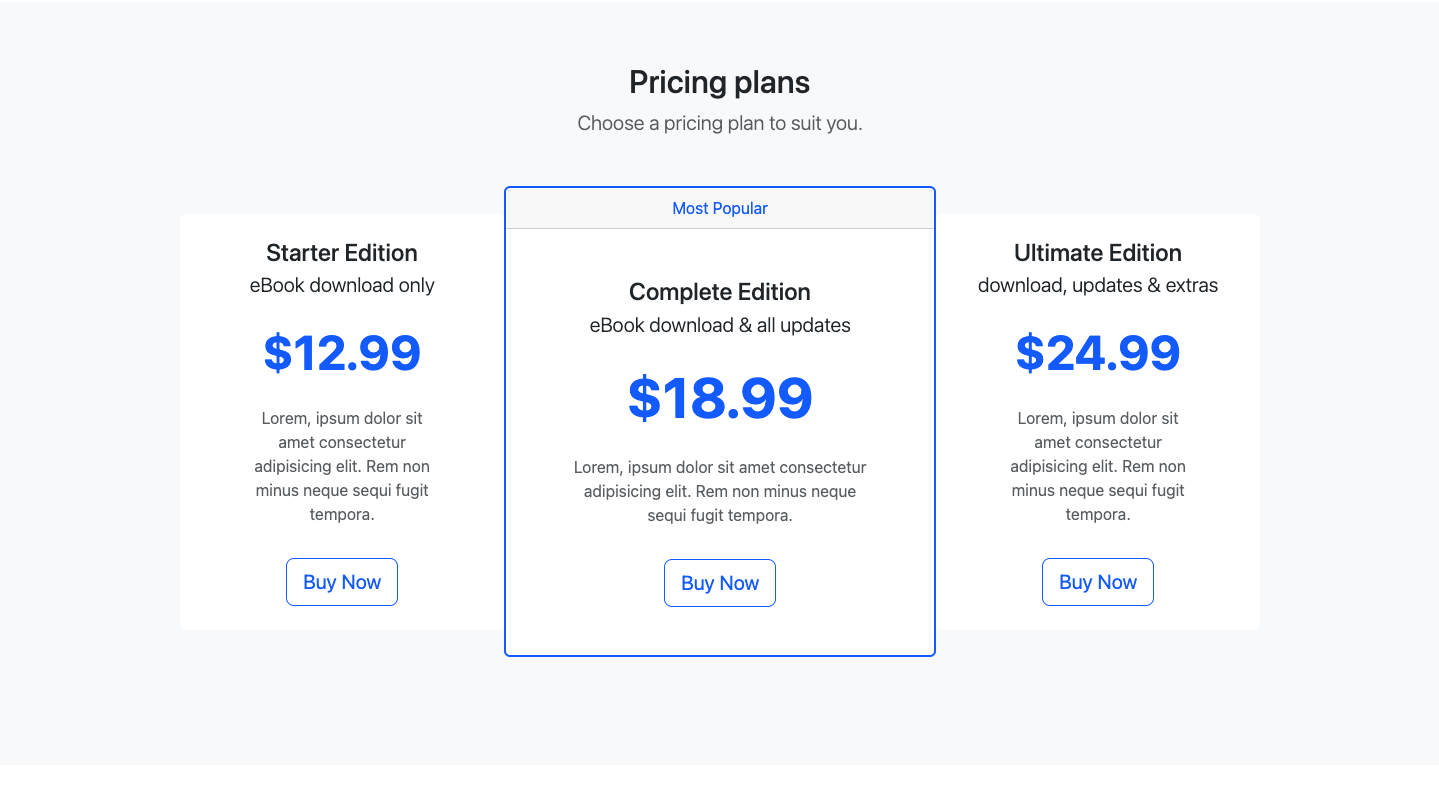 Pricing plans
Choose a pricing plan to suit you.
Starter Edition
eBook download only
$12.99
Lorem, ipsum dolor sit
amet consectetur
adipisicing elit. Rem non
minus neque sequi fugit
tempora.
Buy Now
Most Popular
Complete Edition
eBook download & all updates
$18.99
Lorem, ipsum dolor sit amet consectetur
adipisicing elit. Rem non minus neque
sequi fugit tempora.
Buy Now
Ultimate Edition
download, updates & extras
$24.99
Lorem, ipsum dolor sit
amet consectetur
adipisicing elit. Rem non
minus neque sequi fugit
tempora.
Buy Now